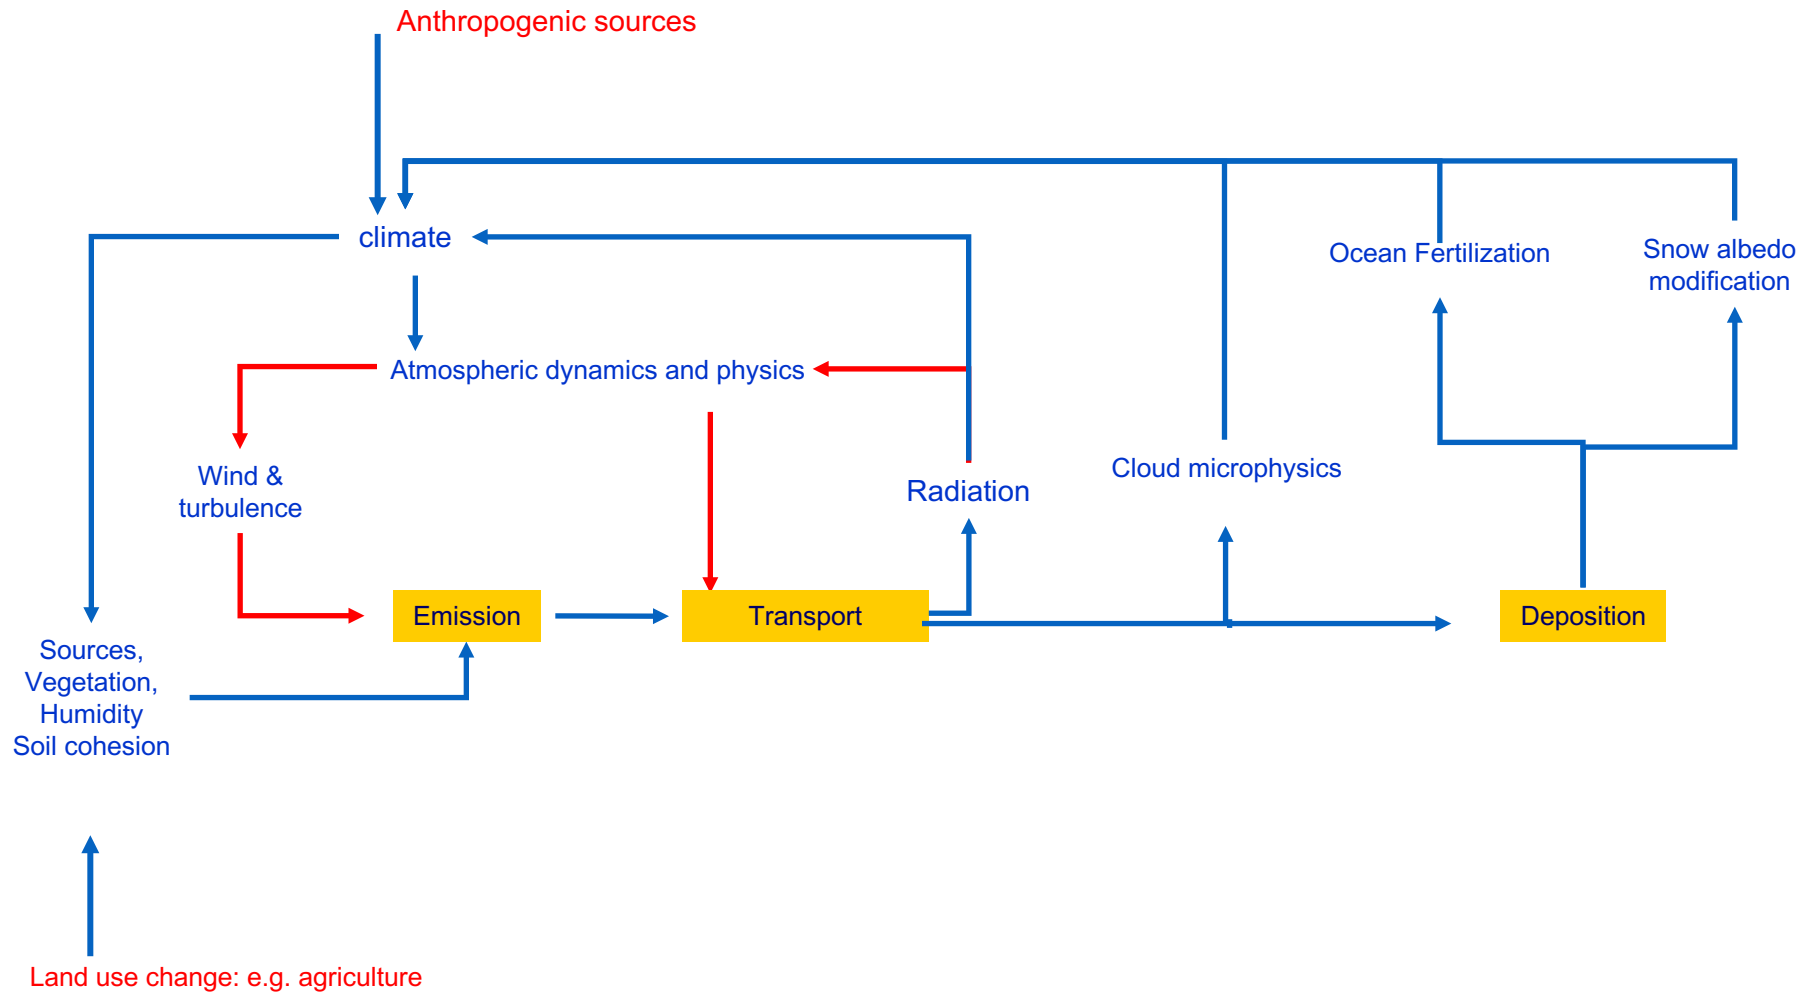 Anthropogenic sources
climate
Ocean Fertilization
Snow albedo
modification
Atmospheric dynamics and physics
Wind &
turbulence
Radiation
Cloud microphysics
Emission
Transport
Deposition
Sources,
Vegetation,
Humidity
Soil cohesion
Land use change: e.g. agriculture